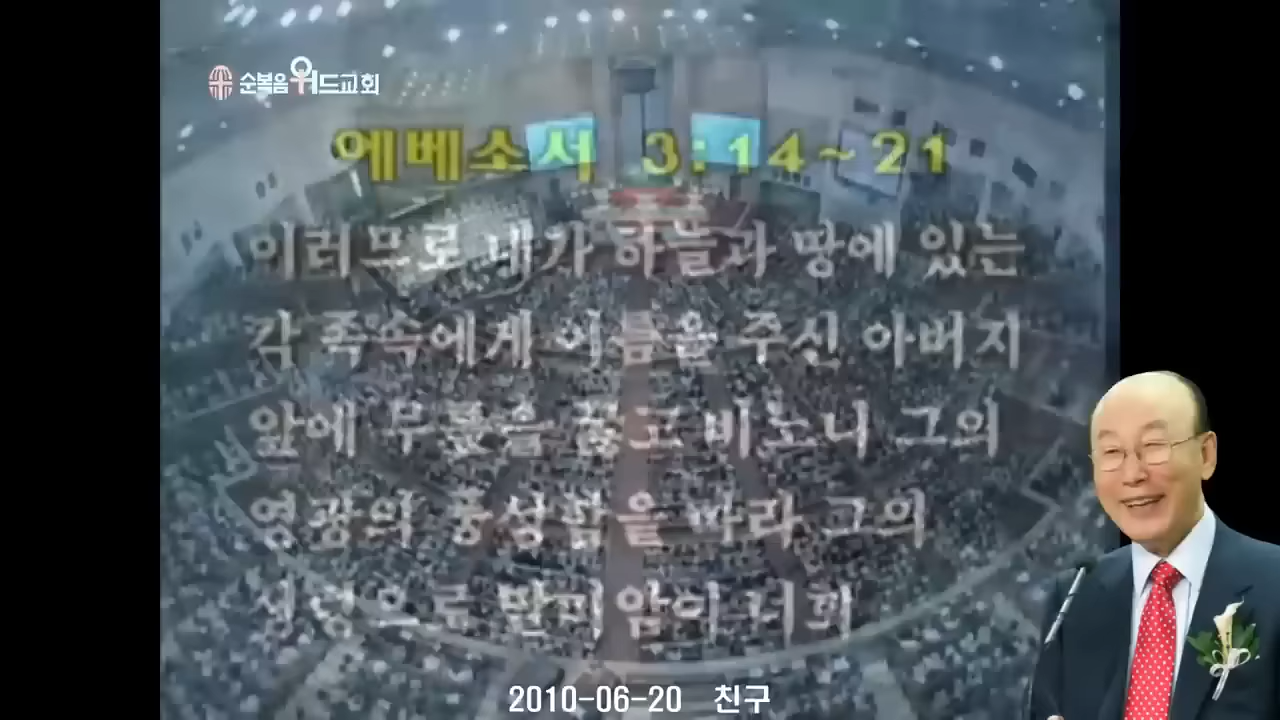 순복음워드교회
에베소서 3:14~21
이러므로 내가 하늘과 땅에 있는
각 족속에게 이름을 주신 아버지
앞에 무릎을 꿇고 비노니 그의
영광의 풍성함을 따라 그의
성령으로 말미암아 너희
2010-06-20 친구